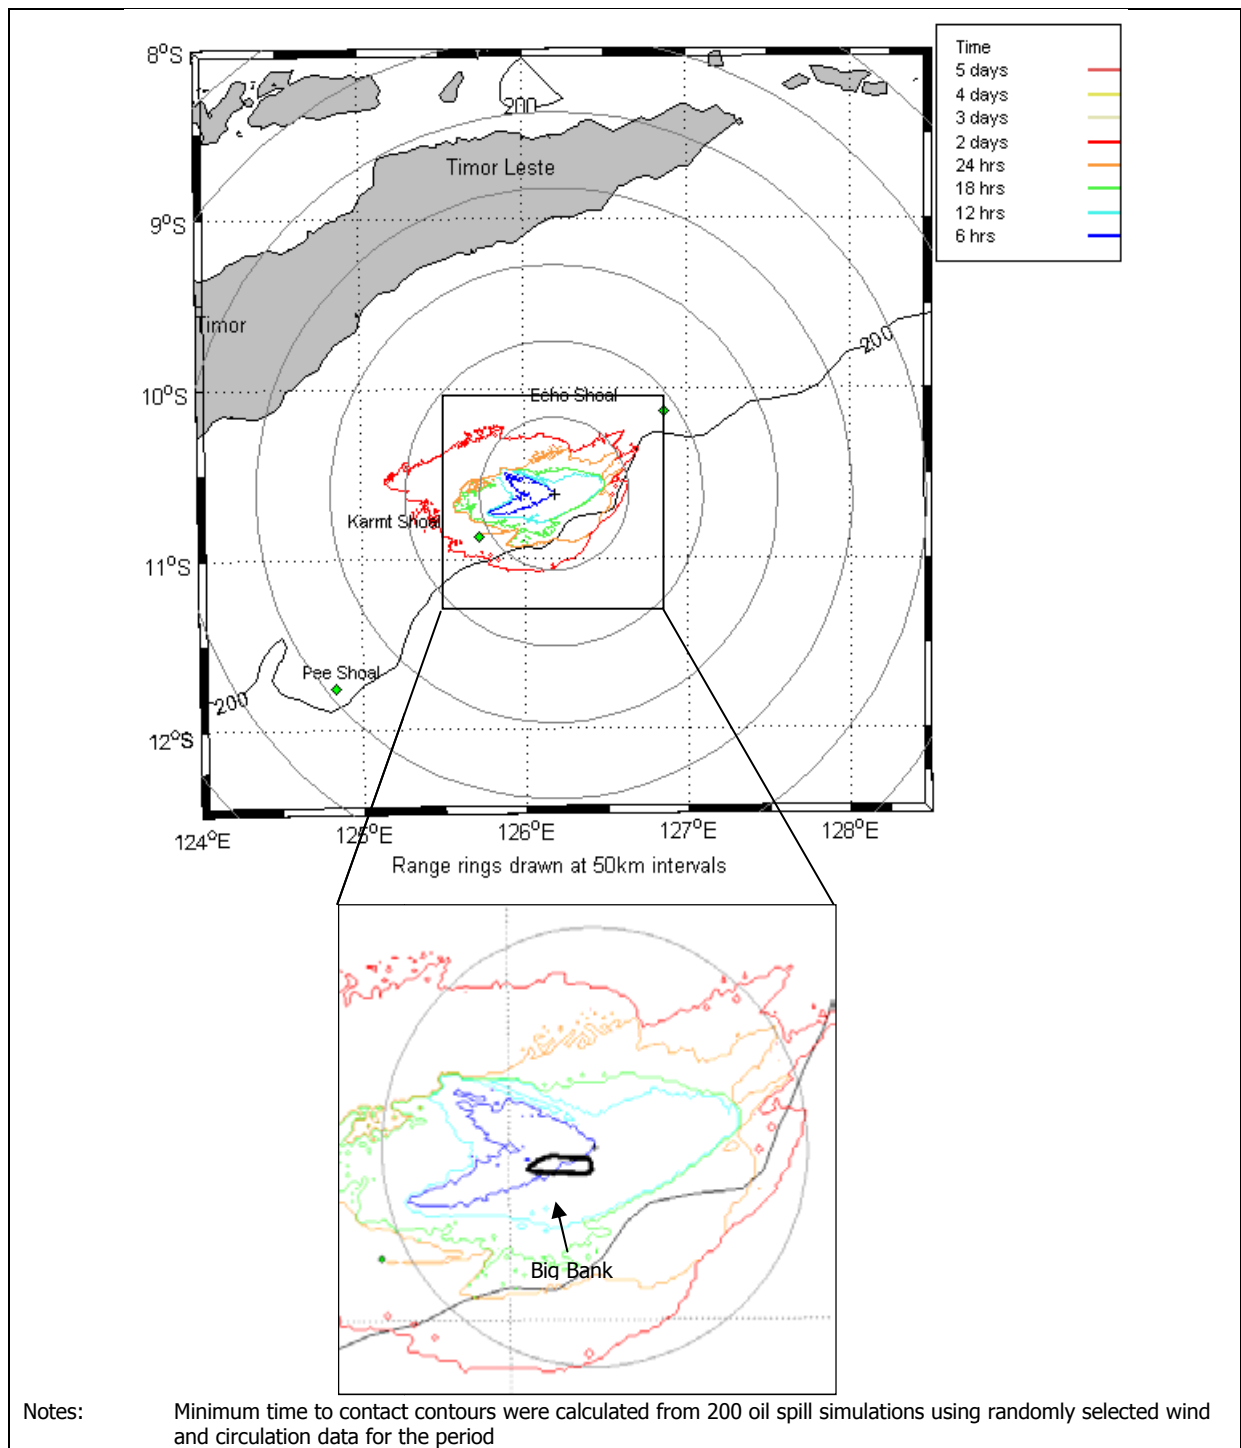 Time
5 days
4 days
3 days
2 days
24 hrs
18 hrs
12 hrs
6 hrs
8°S
9°S
10°S
11°S
12°S
200
Timor Leste
Timor
200
Echo Shoal
Karmt Shoal
Pee Shoal
200
124°E
125°E
126°E
127°E
128°E
Range rings drawn at 50km intervals
Big Bank
Notes: Minimum time to contact contours were calculated from 200 oil spill simulations using randomly selected wind
and circulation data for the period